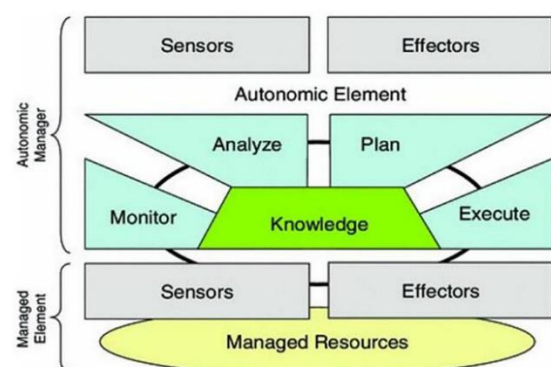 Sensors
Effectors
Autonomic Element
Autonomic
Manager
Analyze
Plan
Monitor
Knowledge
Execute
Managed
Element
Sensors
Effectors
Managed Resources